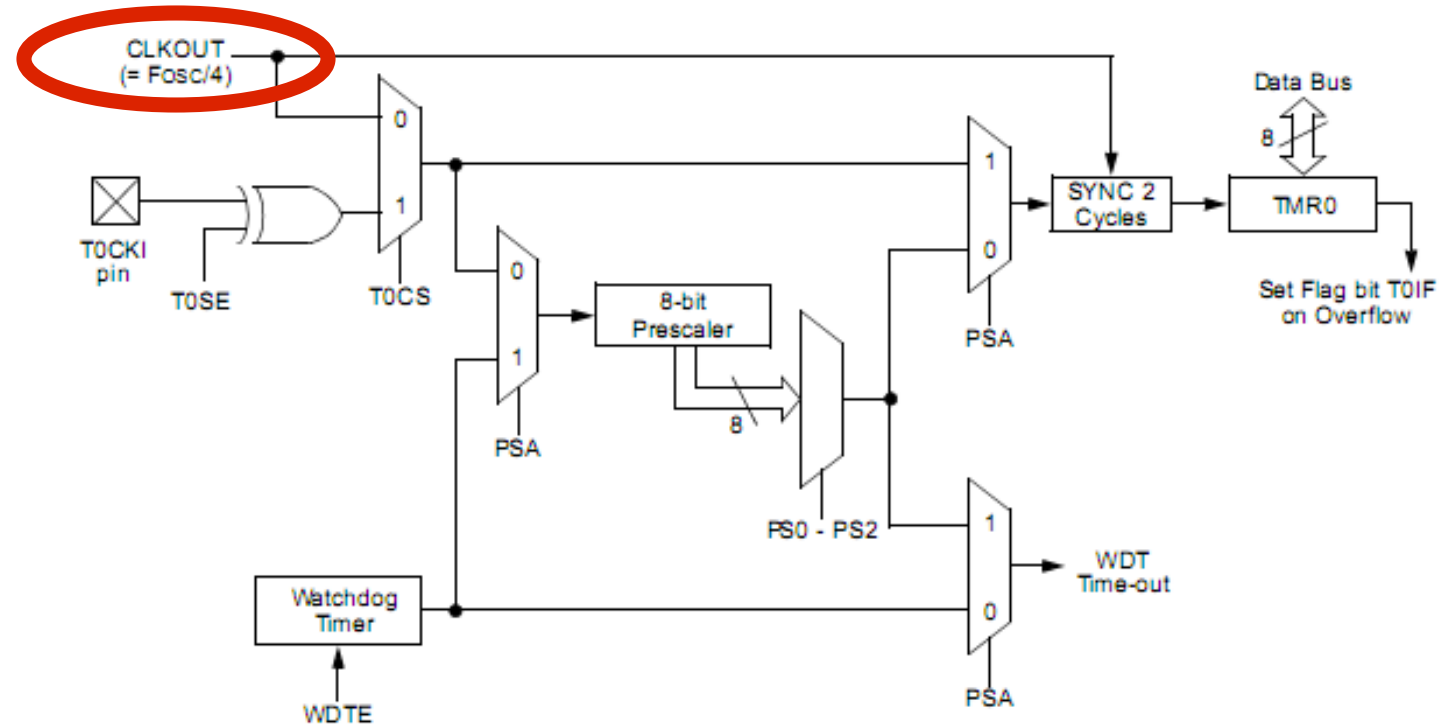 CLKOUT
(= Fosc/4)
Data Bus
0
8
1
SYNC 2
Cycles
TMR0
1
T0CKI
pin
0
0
T0SE
T0CS
8-bit
Prescaler
Set Flag bit T0IF
on Overflow
PSA
1
8
PSA
PS0 - PS2
1
WDT
Time-out
Watchdog
Timer
0
PSA
WDTE